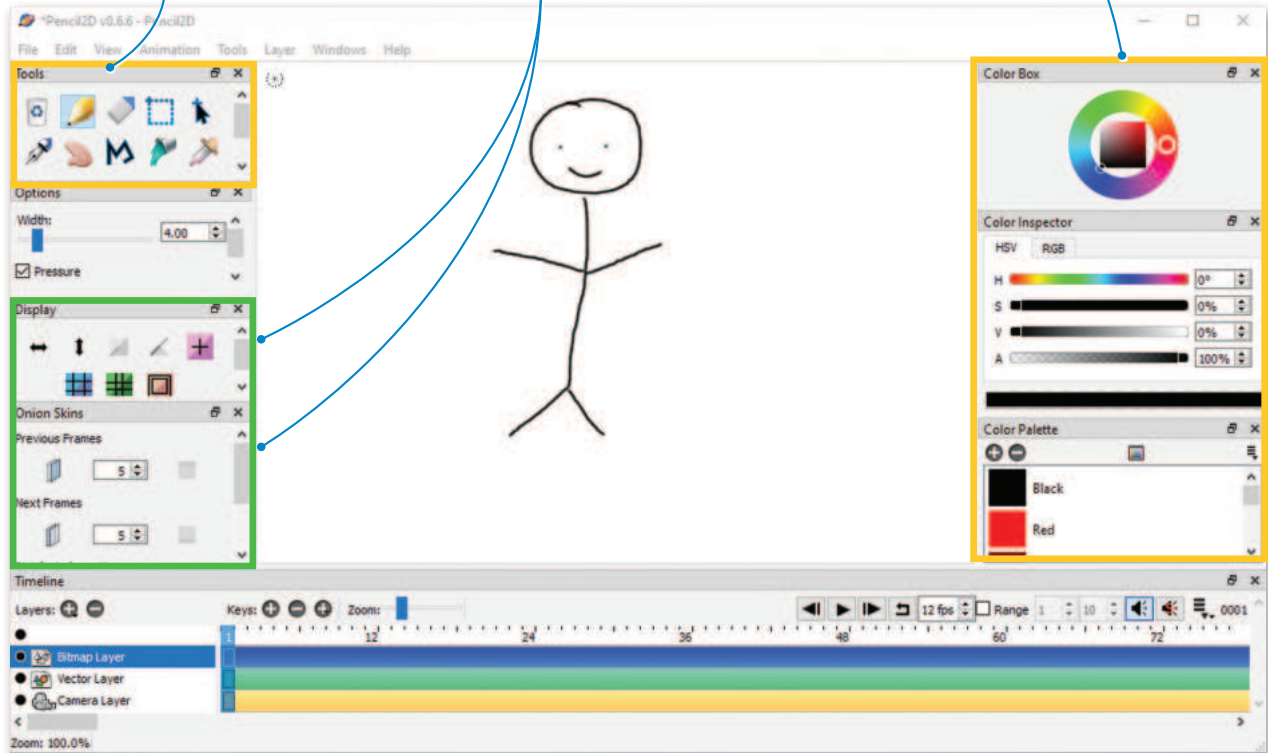 *Pencil2D v0.6.6 - Pencil2D
File Edit View Animation Tools Layer Windows Help
Tools
Options
Width:
4.00
Pressure
Display
Onion Skins
Previous Frames
5
Next Frames
5
Color Box
Color Inspector
HSV RGB
H 0°
S 0%
V 0%
A 100%
Color Palette
Black
Red
Timeline
Layers: Keys: Zoom: 12 fps Range 1 10 0001
1 12 24 36 48 60 72
Bitmap Layer
Vector Layer
Camera Layer
Zoom: 100.0%